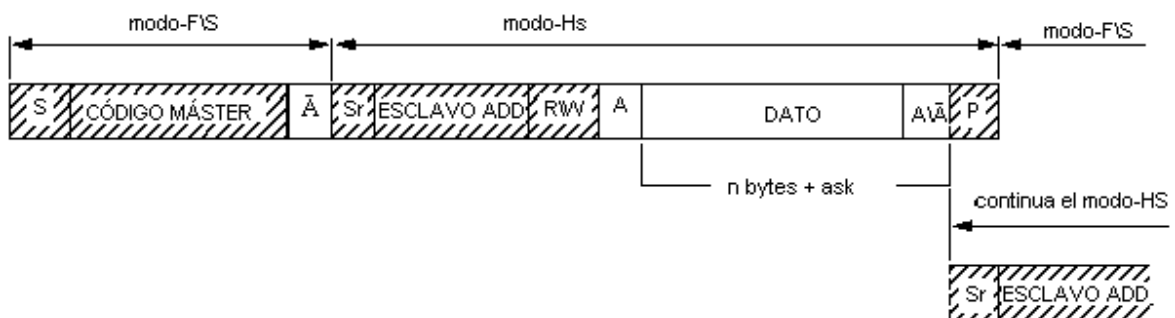 modo-F\S modo-Hs modo-F\S
S CÓDIGO MÁSTER Ā Sr ESCLAVO ADD R\W A DATO A\Ā P
n bytes + ask
continua el modo-HS
Sr ESCLAVO ADD